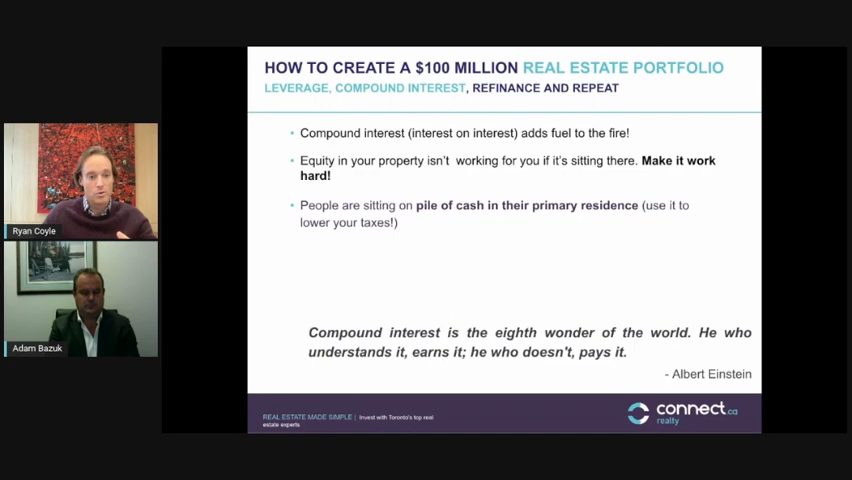 HOW TO CREATE A $100 MILLION REAL ESTATE PORTFOLIO
LEVERAGE, COMPOUND INTEREST, REFINANCE AND REPEAT
• Compound interest (interest on interest) adds fuel to the fire!
• Equity in your property isn't working for you if it's sitting there. Make it work
hard!
• People are sitting on pile of cash in their primary residence (use it to
lower your taxes!)
Ryan Coyle
Adam Bazuk
Compound interest is the eighth wonder of the world. He who
understands it, earns it; he who doesn't, pays it.
- Albert Einstein
REAL ESTATE MADE SIMPLE | Invest with Toronto's top real
estate experts
connect.ca
realty